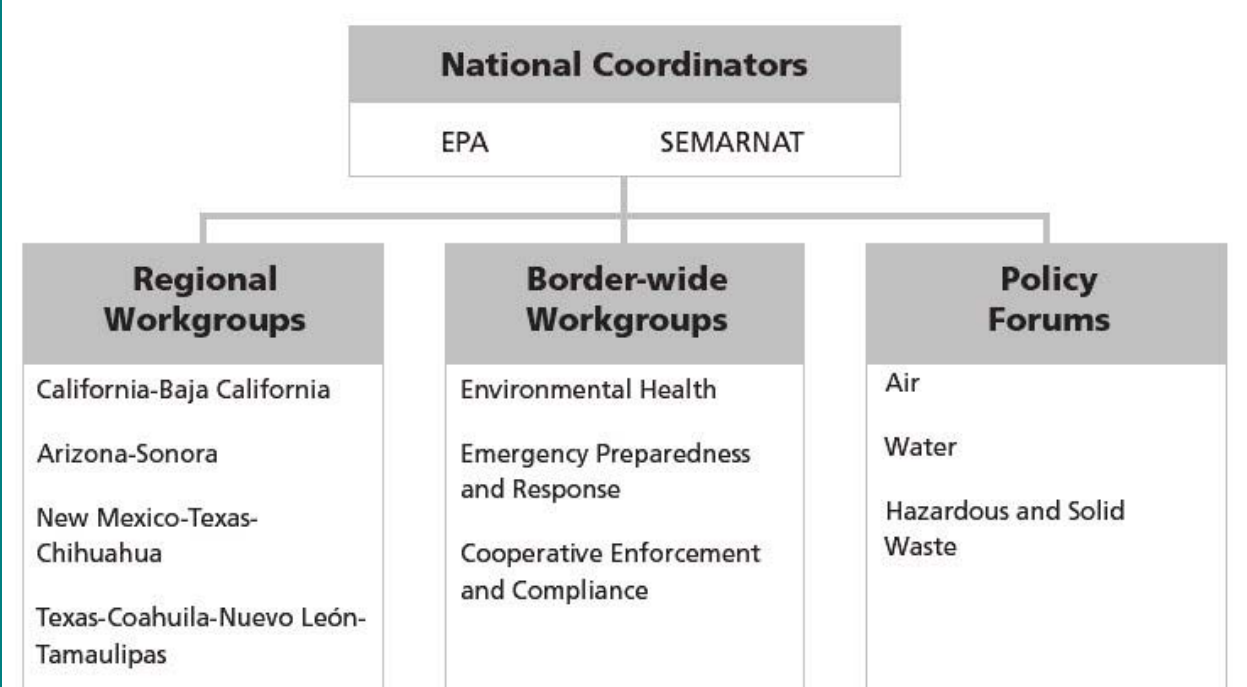 National Coordinators
EPA SEMARNAT
Regional
Workgroups
California-Baja California
Arizona-Sonora
New Mexico-Texas-
Chihuahua
Texas-Coahuila-Nuevo León-
Tamaulipas
Border-wide
Workgroups
Environmental Health
Emergency Preparedness
and Response
Cooperative Enforcement
and Compliance
Policy
Forums
Air
Water
Hazardous and Solid
Waste